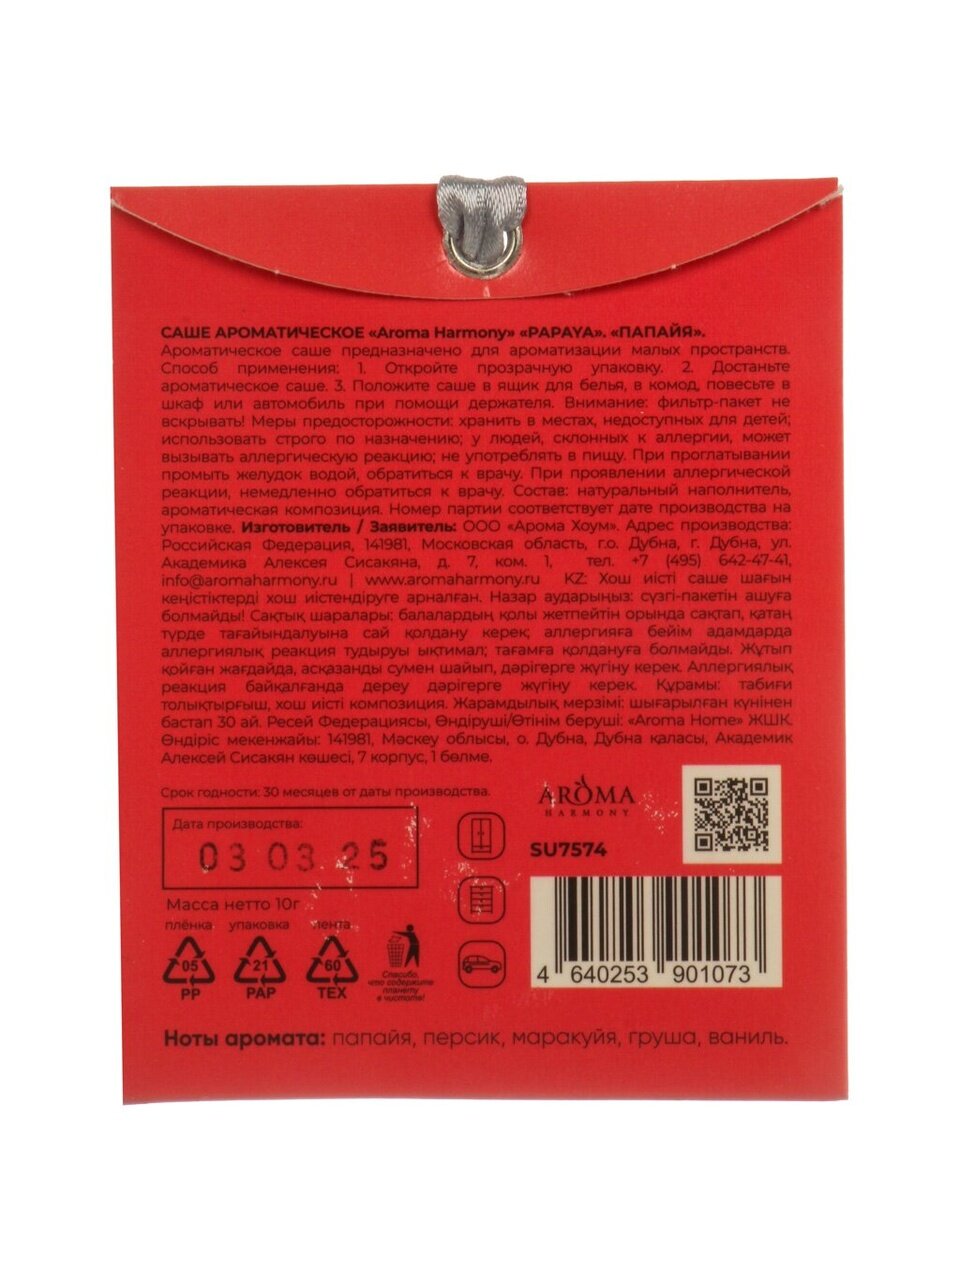 САШЕ АРОМАТИЧЕСКОЕ «Aroma Harmony» «PAPAYA». «ПАПАЙЯ».
Ароматическое саше предназначено для ароматизации малых пространств.
Способ применения: 1. Откройте прозрачную упаковку. 2. Достаньте
ароматическое саше. 3. Положите саше в ящик для белья, в комод, повесьте в
шкаф или автомобиль при помощи держателя. Внимание: фильтр-пакет не
вскрывать! Меры предосторожности: хранить в местах, недоступных для детей;
использовать строго по назначению; у людей, склонных к аллергии, может
вызывать аллергическую реакцию; не употреблять в пищу. При проглатывании
промыть желудок водой, обратиться к врачу. При проявлении аллергической
реакции, немедленно обратиться к врачу. Состав: натуральный наполнитель,
ароматическая композиция. Номер партии соответствует дате производства на
упаковке. Изготовитель / Заявитель: ООО «Арома Хоум». Адрес производства:
Российская Федерация, 141981, Московская область, г.о. Дубна, г. Дубна, ул.
Академика Алексея Сисакяна, д. 7, ком. 1, тел. +7 (495) 642-47-41,
info@aromaharmony.ru | www.aromaharmony.ru KZ: Хош иісті саше шағын
кеңістіктерді хош иістендіруге арналған. Назар аударыңыз: сүзгі-пакетін ашуға
болмайды! Сақтық шаралары: балалардың қолы жетпейтін орында сақтап, қатаң
түрде тағайындалуына сай қолдану керек; аллергияға бейім адамдарда
аллергиялық реакция тудыруы ықтимал; тамағма қолдануға болмайды. Жұтып
қойған жағдайда, асқазанды сумен шайып, дәрігерге жүгіну керек. Аллергиялық
реакция байқалғанда дереу дәрігерге жүгіну керек. Құрамы: табиғи
толықтырғыш, хош иісті композиция. Жарамдылық мерзімі: шығарылған күнінен
бастап 30 ай. Ресей Федерациясы, Өндіруші/Өтінім беруші: «Aroma Home» ЖШК.
Өндіріс мекенжайы: 141981, Мәскеу облысы, о. Дубна, Дубна қаласы, Академик
Алексей Сисакян көшесі, 7 корпус, 1 бөлме.
Срок годности: 30 месяцев от даты производства.
AROMA
HARMONY
Дата производства:
03 03 25
SU7574
Масса нетто 10г
плёнка упаковка лента
05 21 60
PP PAP TEX
Спасибо,
что содержите
планету
в чистоте!
4 640253 901073
Ноты аромата: папайя, персик, маракуйя, груша, ваниль.